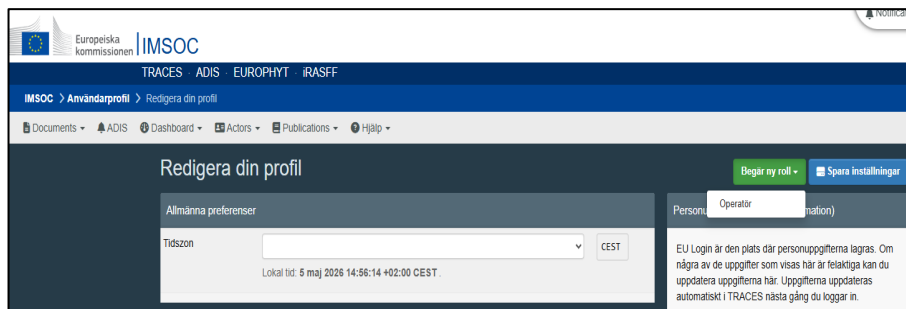 Europeiska
kommissionen
IMSOC
TRACES - ADIS - EUROPHYT - iRASFF
IMSOC > Användarprofil > Redigera din profil
Documents ADIS Dashboard Actors Publications Hjälp
Redigera din profil
Begär ny roll Spara inställningar
Operatör
Allmänna preferenser
Tidszon
CEST
Lokal tid: 5 maj 2026 14:56:14 +02:00 CEST .
EU Login är den plats där personuppgifterna lagras. Om
några av de uppgifter som visas här är felaktiga kan du
uppdatera uppgifterna här. Uppgifterna uppdateras
automatiskt i TRACES nästa gång du loggar in.